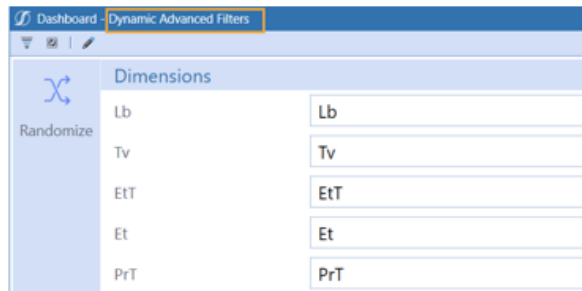 Dashboard - Dynamic Advanced Filters
Randomize
Dimensions
Lb Lb
Tv Tv
EtT EtT
Et Et
PrT PrT